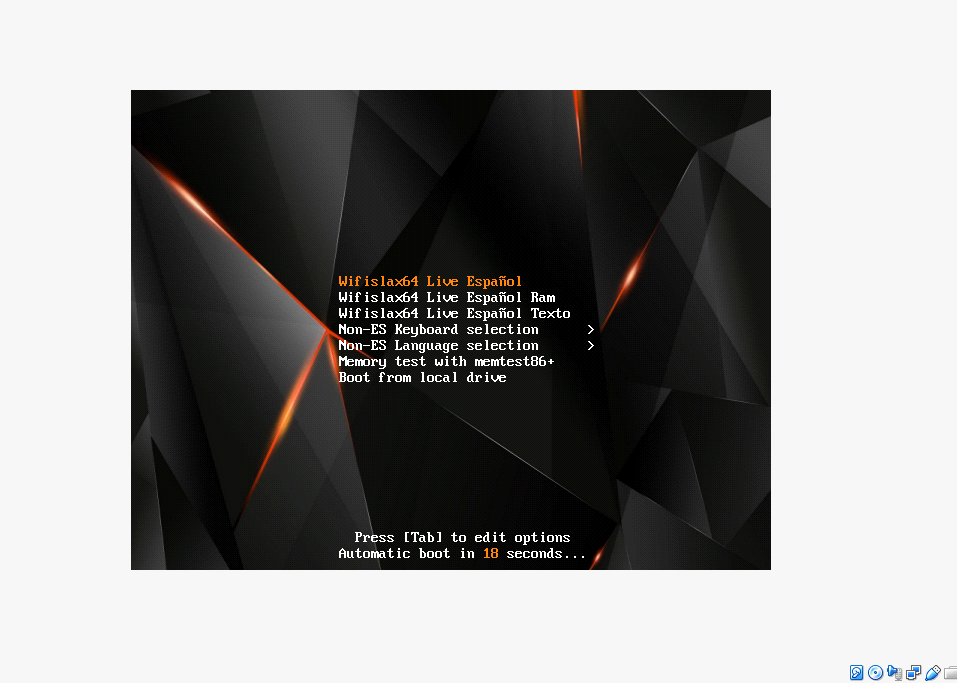 Wifislax64 Live Español
Wifislax64 Live Español Ram
Wifislax64 Live Español Texto
Non-ES Keyboard selection >
Non-ES Language selection >
Memory test with memtest86+
Boot from local drive
Press [Tab] to edit options
Automatic boot in 18 seconds...